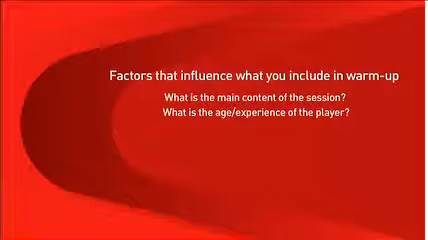 Factors that influence what you include in warm-up
What is the main content of the session?
What is the age/experience of the player?